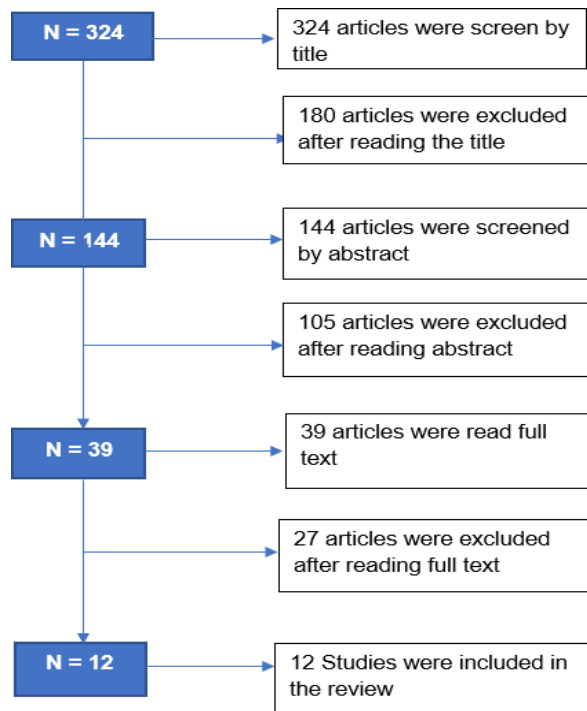 N = 324
324 articles were screen by
title
180 articles were excluded
after reading the title
N = 144
144 articles were screened
by abstract
105 articles were excluded
after reading abstract
N = 39
39 articles were read full
text
27 articles were excluded
after reading full text
N = 12
12 Studies were included in
the review